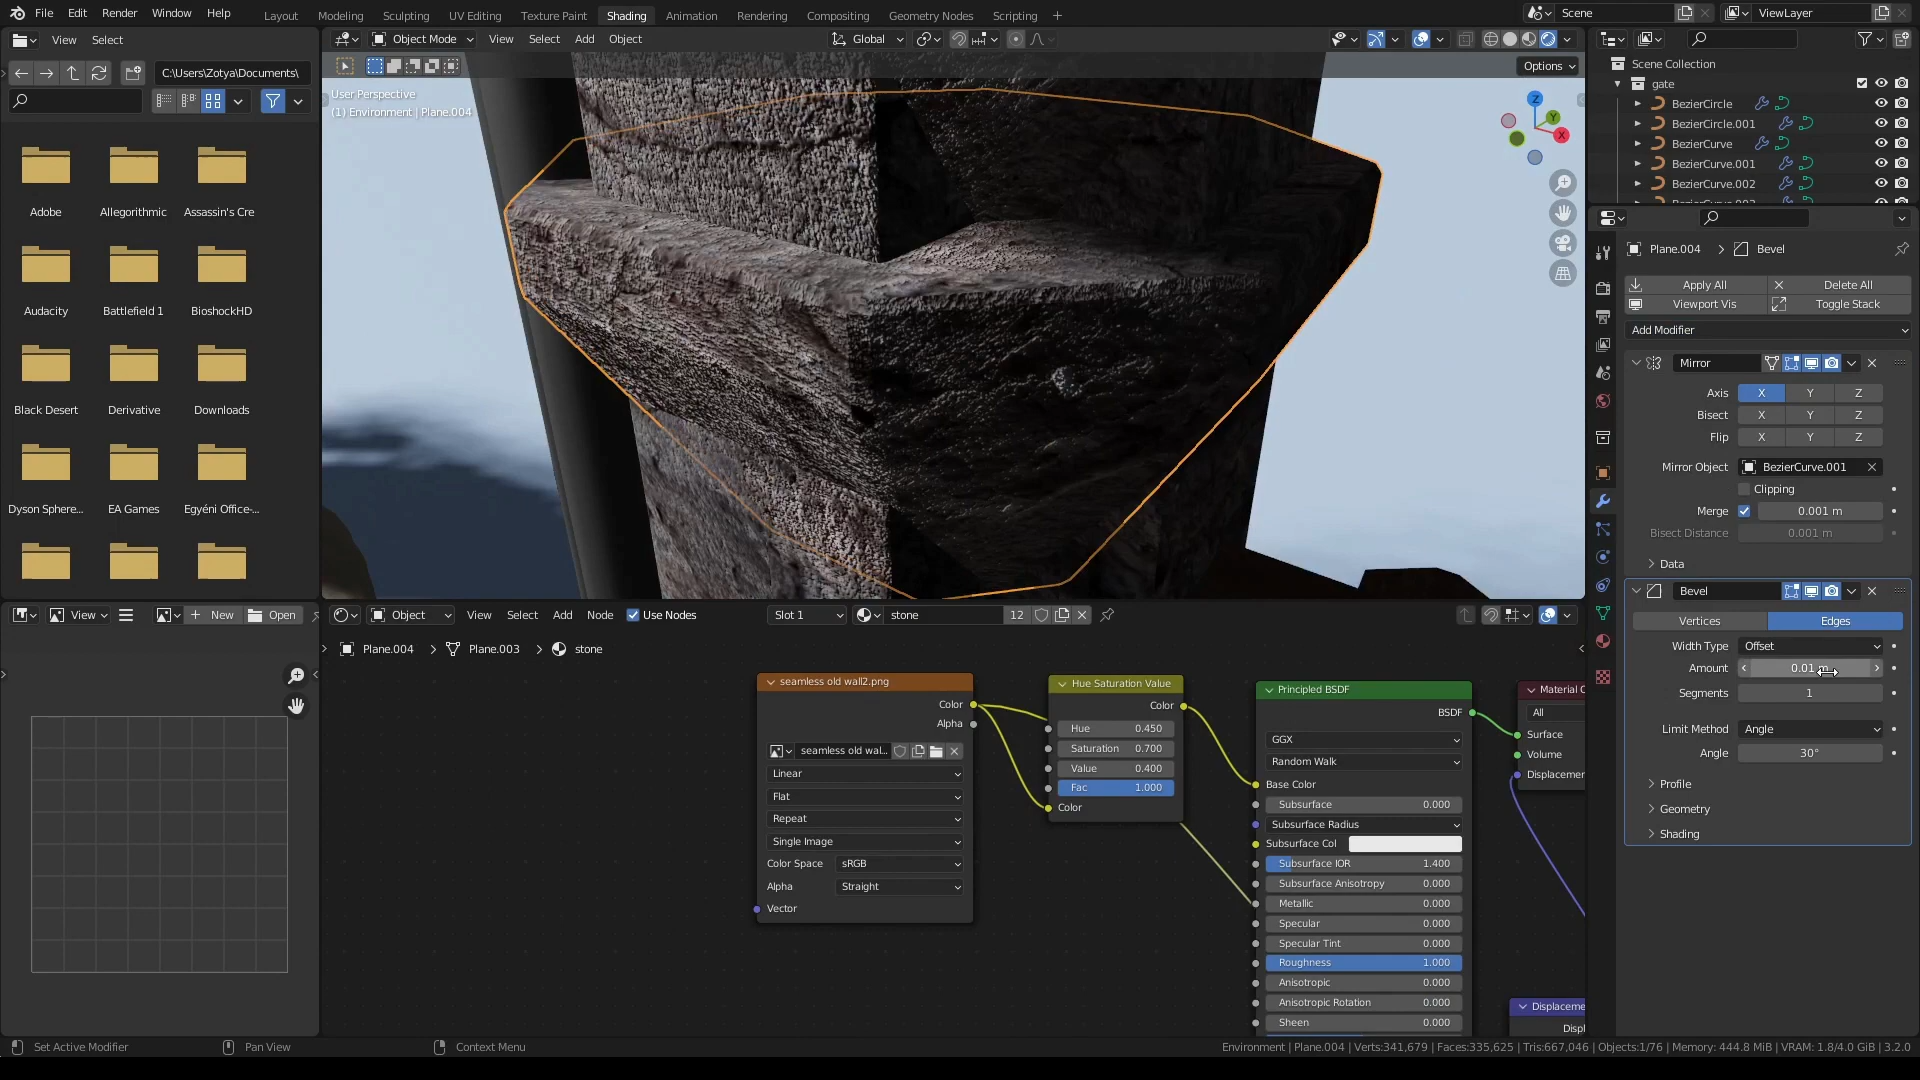 File Edit Render Window Help
Layout Modeling Sculpting UV Editing Texture Paint Shading Animation Rendering Compositing Geometry Nodes Scripting
Scene
ViewLayer
View Select
Object Mode View Select Add Object
Global
C:\Users\Zotya\Documents\
Options
User Perspective
(1) Environment | Plane.004
Z
Y
X
Adobe
Allegorithmic
Assassin's Cre
Audacity
Battlefield 1
BioshockHD
Black Desert
Derivative
Downloads
Dyson Sphere...
EA Games
Egyéni Office-...
Scene Collection
gate
BezierCircle
BezierCircle.001
BezierCurve
BezierCurve.001
BezierCurve.002
Plane.004 Bevel
Apply All
Delete All
Viewport Vis
Toggle Stack
Add Modifier
Mirror
Axis X Y Z
Bisect X Y Z
Flip X Y Z
Mirror Object BezierCurve.001
Clipping
Merge 0.001 m
Bisect Distance 0.001 m
Data
Bevel
Vertices Edges
Width Type Offset
Amount 0.01
Segments 1
Limit Method Angle
Angle 30°
Profile
Geometry
Shading
View
New
Open
Object View Select Add Node Use Nodes
Slot 1
stone
12
Plane.004 Plane.003 stone
seamless old wall2.png
Color
Alpha
seamless old wal...
Linear
Flat
Repeat
Single Image
Color Space sRGB
Alpha Straight
Vector
Hue Saturation Value
Color
Hue 0.450
Saturation 0.700
Value 0.400
Fac 1.000
Color
Principled BSDF
BSDF
GGX
Random Walk
Base Color
Subsurface 0.000
Subsurface Radius
Subsurface Col
Subsurface IOR 1.400
Subsurface Anisotropy 0.000
Metallic 0.000
Specular 0.000
Specular Tint 0.000
Roughness 1.000
Anisotropic 0.000
Anisotropic Rotation 0.000
Sheen 0.000
Material O
All
Surface
Volume
Displacemen
Displaceme
Displ
Set Active Modifier
Pan View
Context Menu
Environment | Plane.004 | Verts:341,679 | Faces:335,625 | Tris:667,046 | Objects:1/76 | Memory: 444.8 MiB | VRAM: 1.8/4.0 GiB | 3.2.0